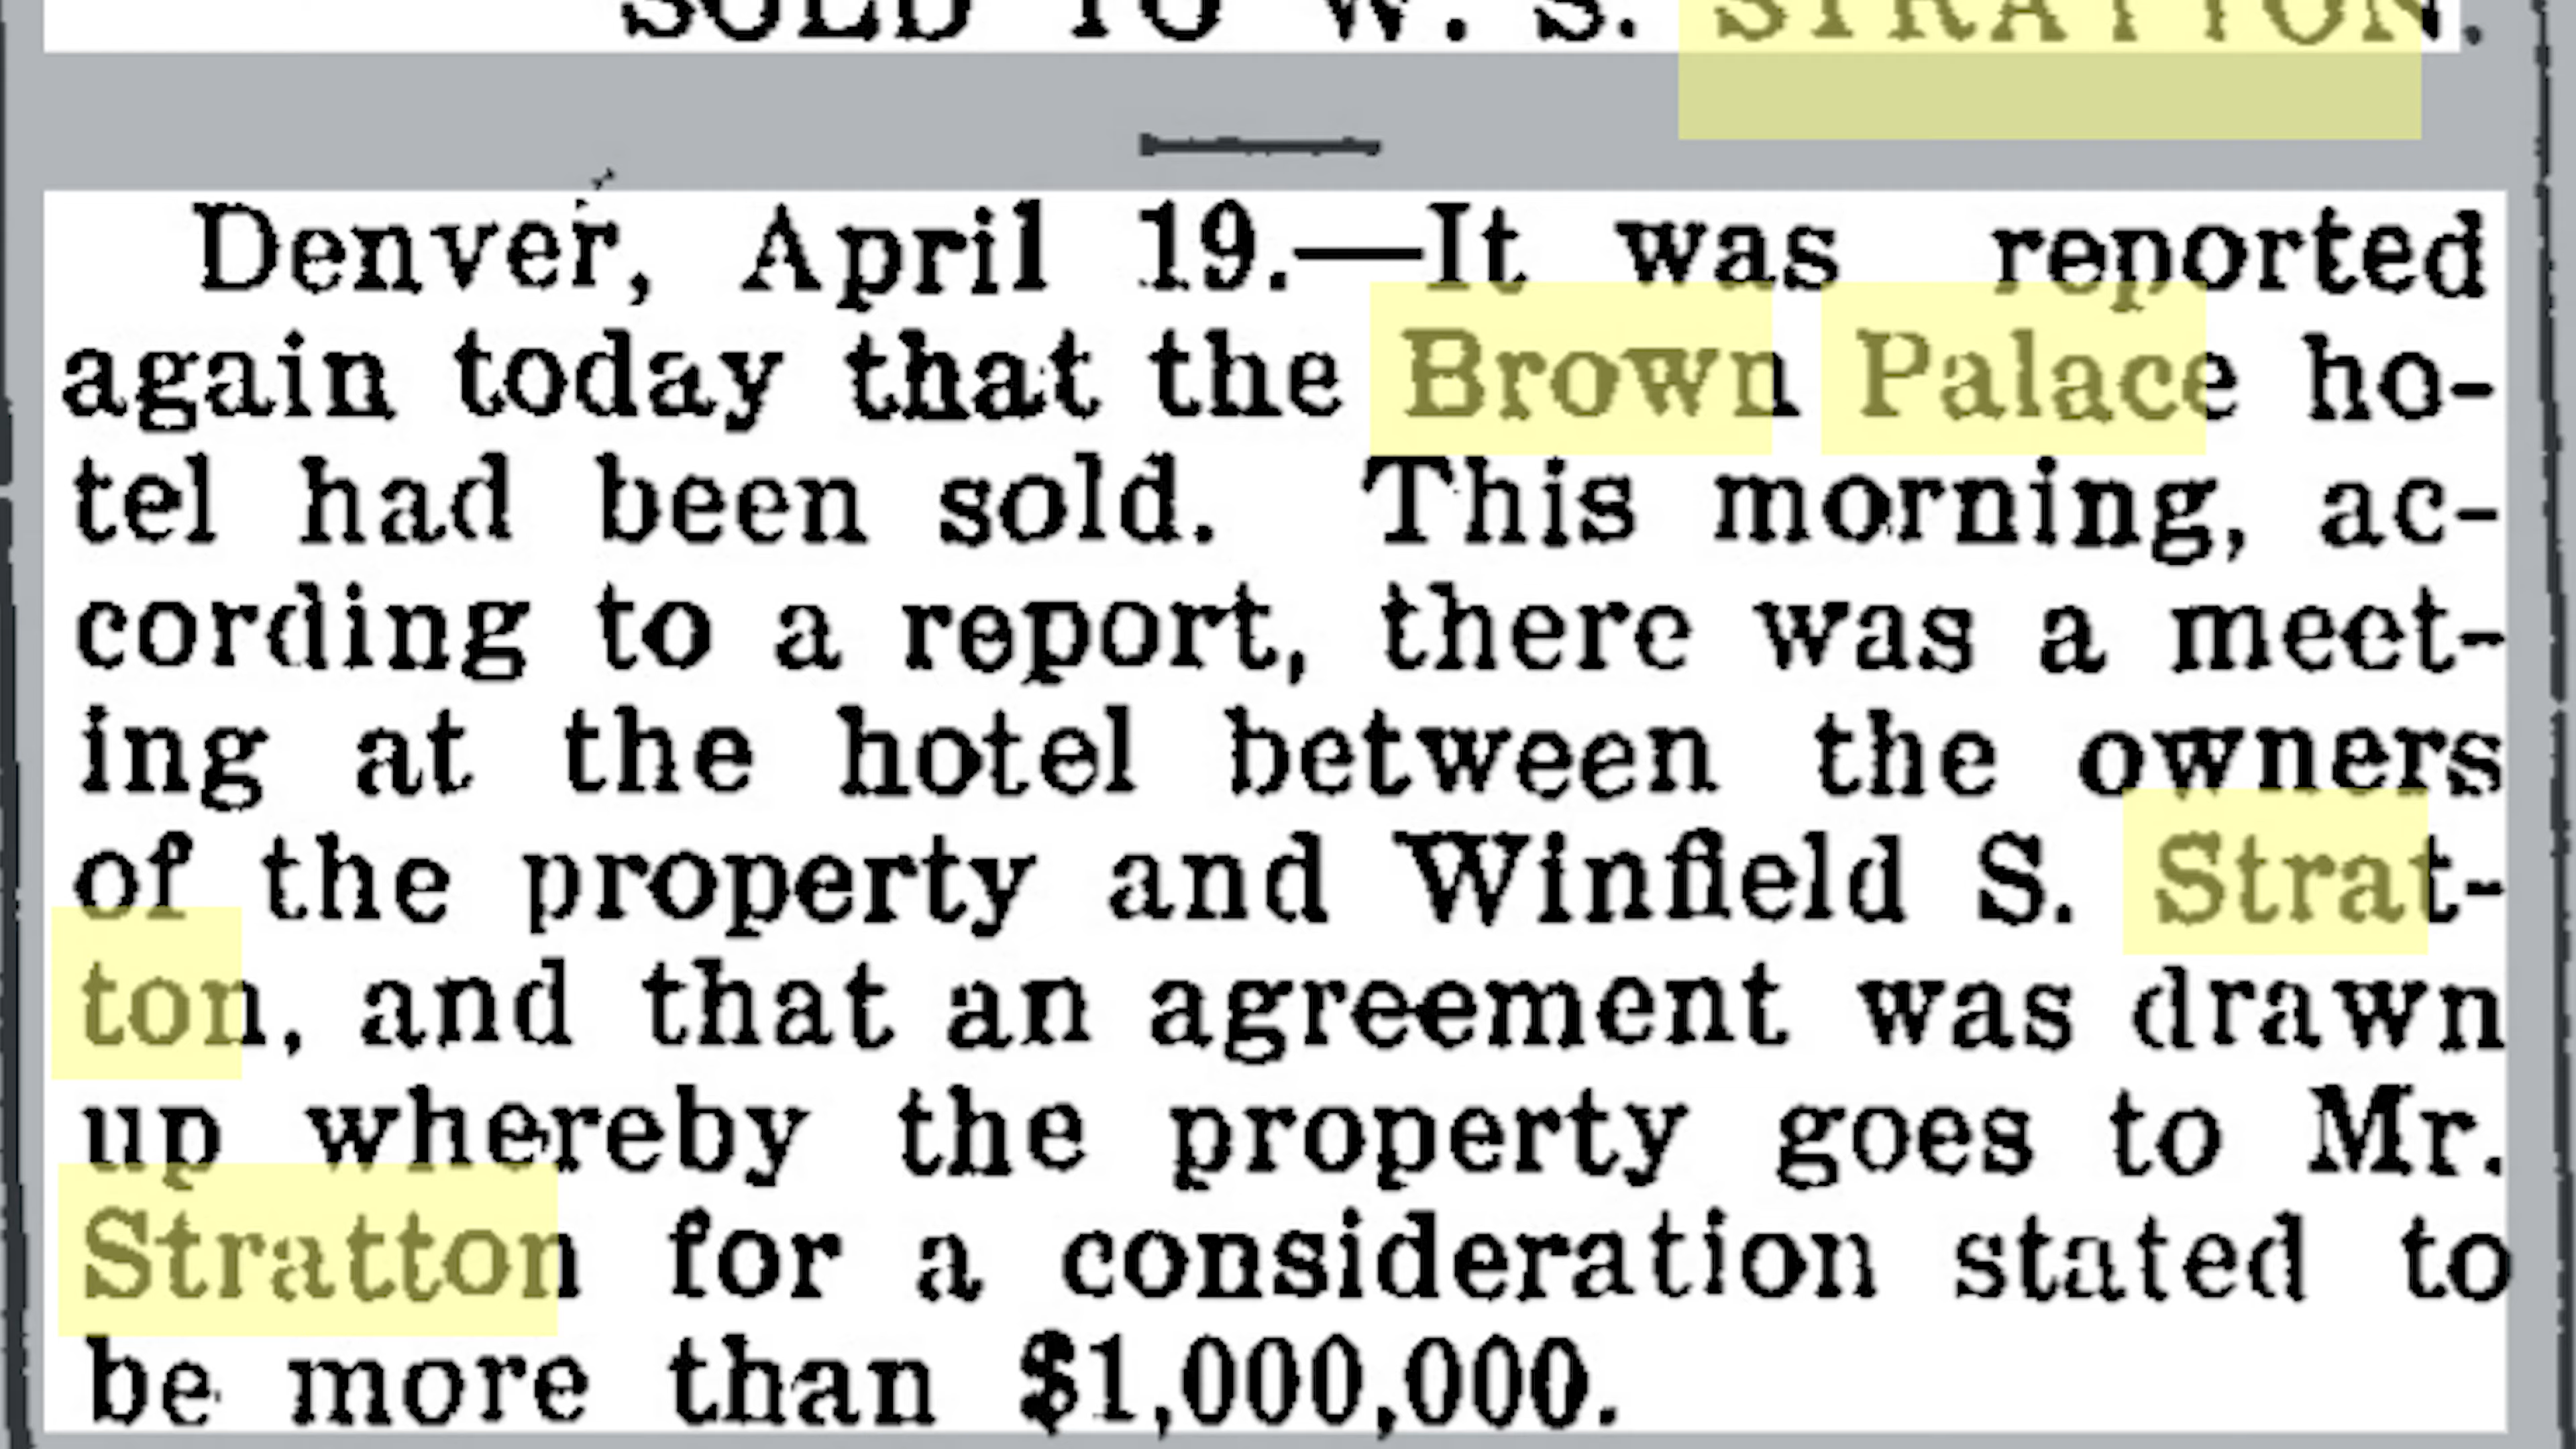 SOLD TO W. S. STRATTON.
Denver, April 19.—It was reported
again today that the Brown Palace ho-
tel had been sold. This morning, ac-
cording to a report, there was a meet-
ing at the hotel between the owners
of the property and Winfield S. Strat-
ton, and that an agreement was drawn
up whereby the property goes to Mr.
Stratton for a consideration stated to
be more than $1,000,000.